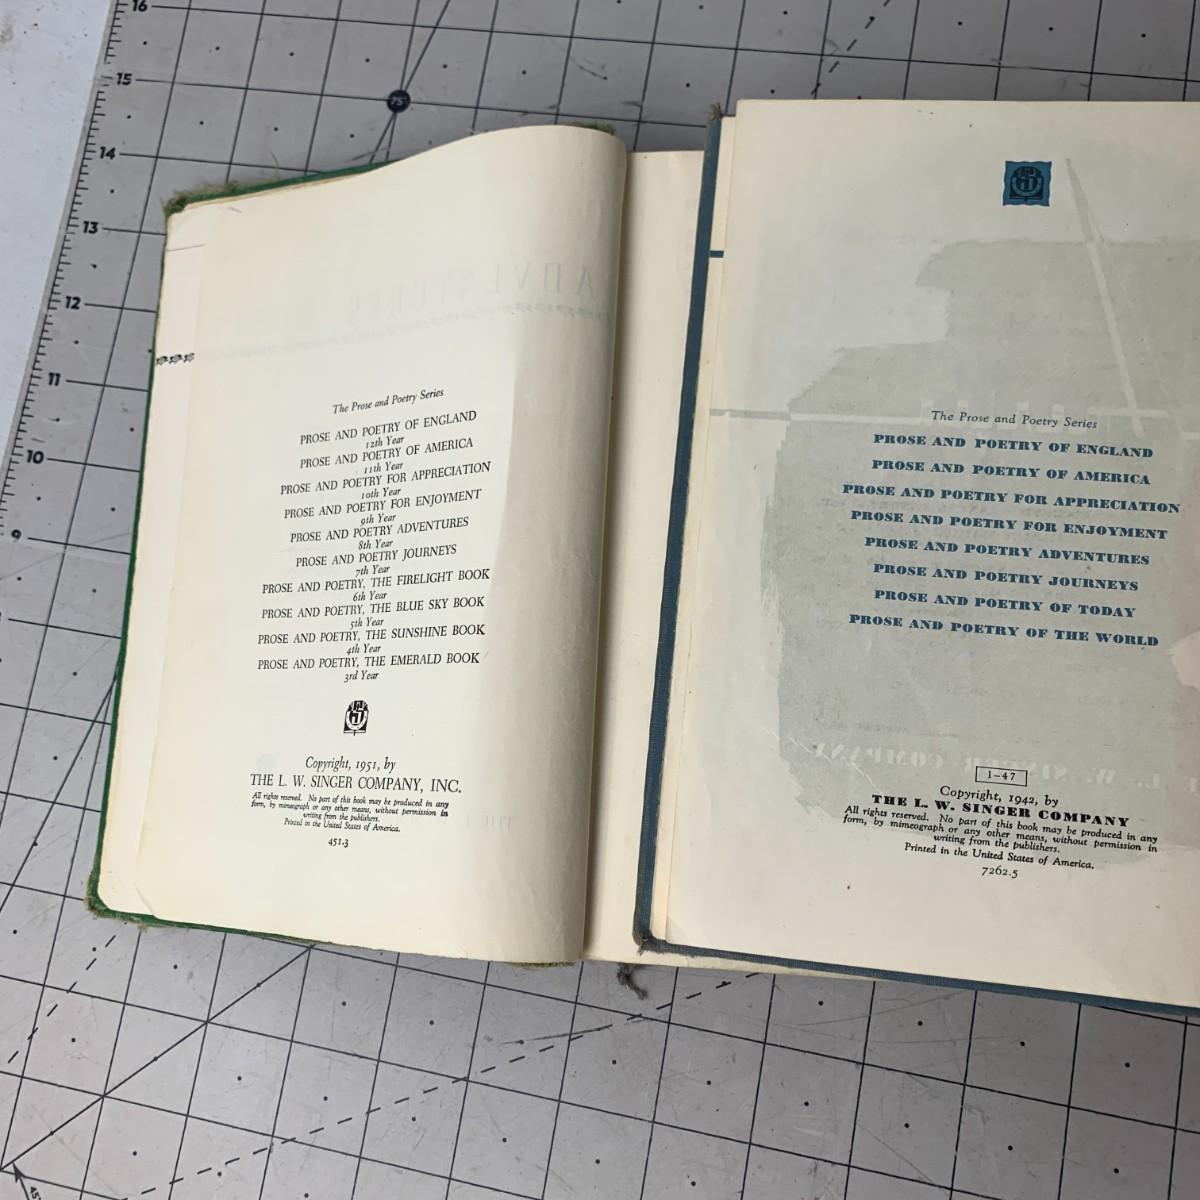 16
15
75°
14
13
12
11
10
9
ADVENTURES
The Prose and Poetry Series
PROSE AND POETRY OF ENGLAND
12th Year
PROSE AND POETRY OF AMERICA
11th Year
PROSE AND POETRY FOR APPRECIATION
10th Year
PROSE AND POETRY FOR ENJOYMENT
9th Year
PROSE AND POETRY ADVENTURES
8th Year
PROSE AND POETRY JOURNEYS
7th Year
PROSE AND POETRY, THE FIRELIGHT BOOK
6th Year
PROSE AND POETRY, THE BLUE SKY BOOK
5th Year
PROSE AND POETRY, THE SUNSHINE BOOK
4th Year
PROSE AND POETRY, THE EMERALD BOOK
3rd Year
Copyright, 1951, by
THE L. W. SINGER COMPANY, INC.
All rights reserved. No part of this book may be produced in any
form, by mimeograph or any other means, without permission in
writing from the publishers.
Printed in the United States of America.
451.3
The Prose and Poetry Series
PROSE AND POETRY OF ENGLAND
PROSE AND POETRY OF AMERICA
PROSE AND POETRY FOR APPRECIATION
PROSE AND POETRY FOR ENJOYMENT
PROSE AND POETRY ADVENTURES
PROSE AND POETRY JOURNEYS
PROSE AND POETRY OF TODAY
PROSE AND POETRY OF THE WORLD
L. W. SINGER COMPANY
1-47
Copyright, 1942, by
THE L. W. SINGER COMPANY
All rights reserved. No part of this book may be produced in any
form, by mimeograph or any other means, without permission in
writing from the publishers.
Printed in the United States of America.
7262.5
45°